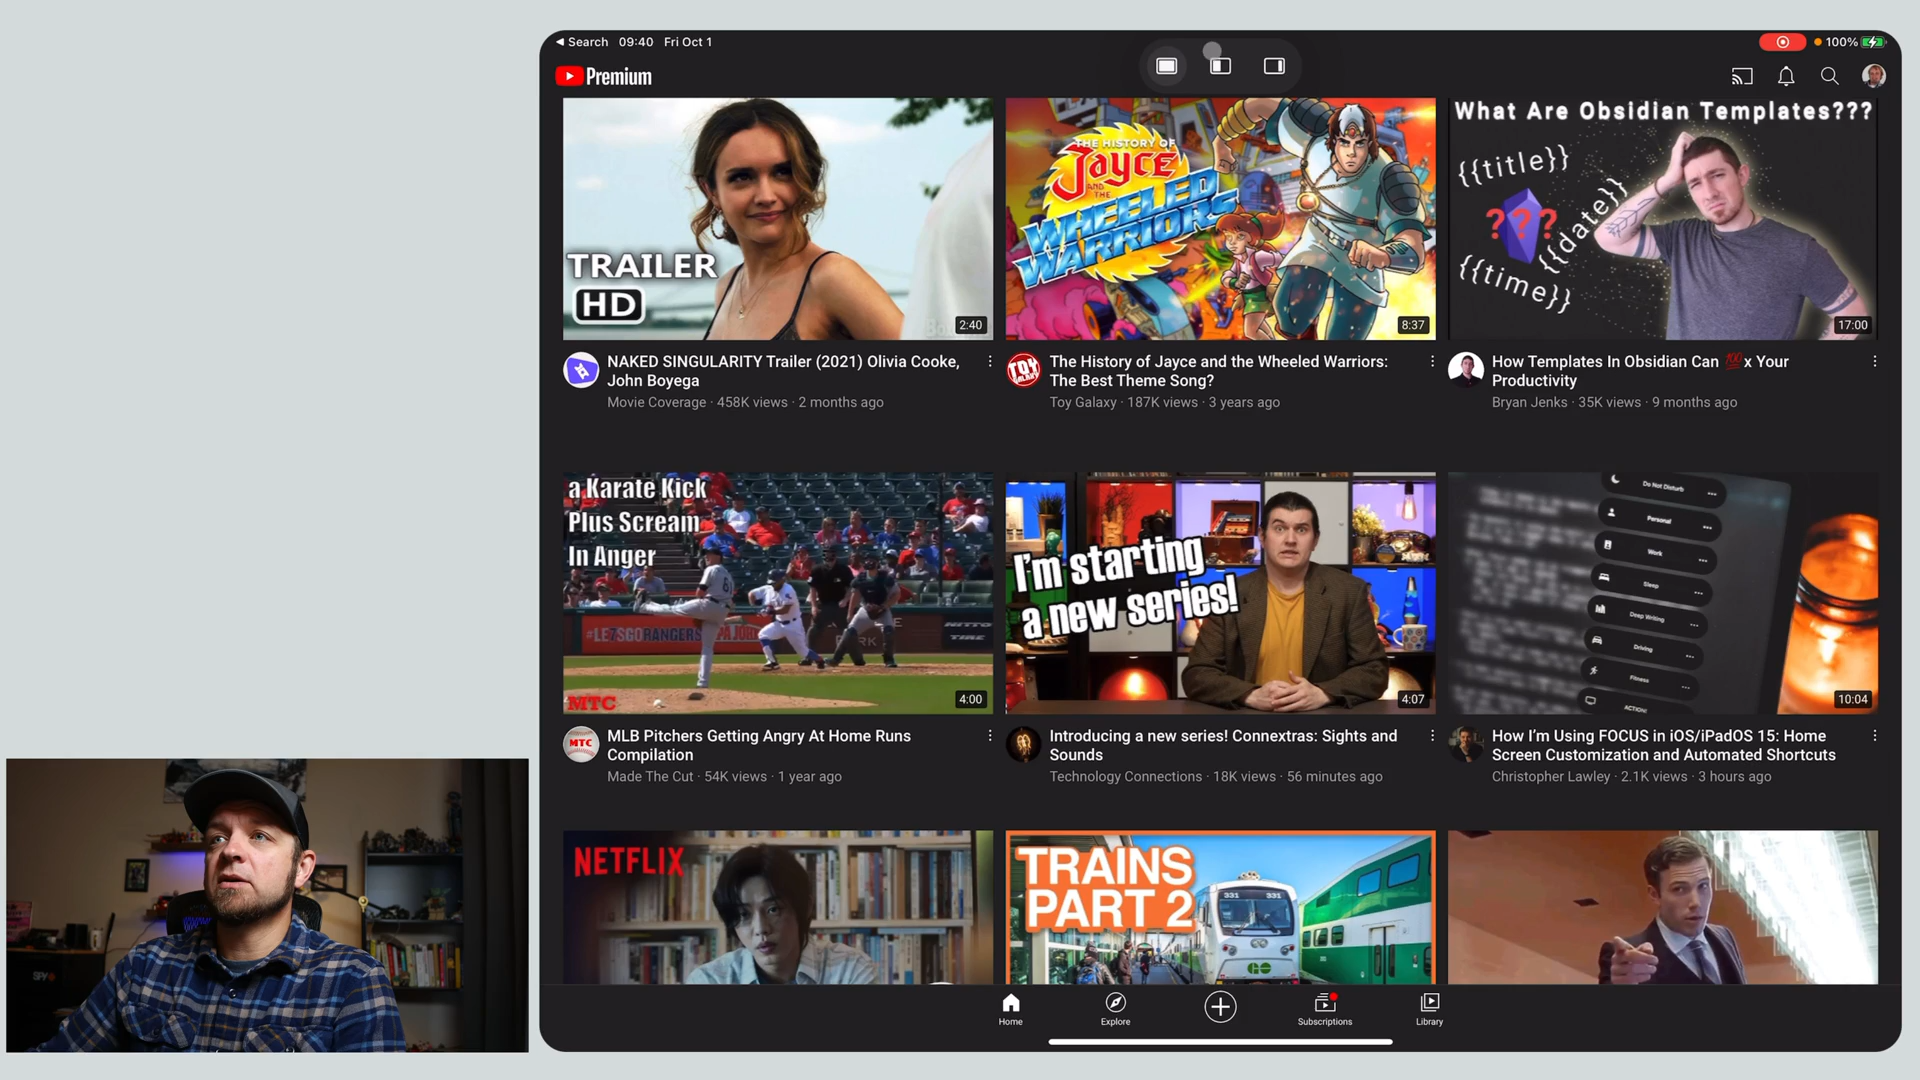 Search 09:40 Fri Oct 1
100%
Premium
TRAILER
HD
2:40
THE HISTORY OF
Jayce
AND THE
WHEELED
WARRIORS
8:37
What Are Obsidian Templates???
{{title}}
???
{{date}}
{{time}}
17:00
NAKED SINGULARITY Trailer (2021) Olivia Cooke,
John Boyega
Movie Coverage · 458K views · 2 months ago
The History of Jayce and the Wheeled Warriors:
The Best Theme Song?
Toy Galaxy · 187K views · 3 years ago
How Templates In Obsidian Can 💯x Your
Productivity
Bryan Jenks · 35K views · 9 months ago
a Karate Kick
Plus Scream
In Anger
#LE7SGORANGERS
NITTO
TIRE
MTC
4:00
I'm starting
a new series!
4:07
Do Not Disturb
Personal
Work
Sleep
Deep Writing
Driving
Fitness
ACTION
10:04
MTC
MLB Pitchers Getting Angry At Home Runs
Compilation
Made The Cut · 54K views · 1 year ago
Introducing a new series! Connextras: Sights and
Sounds
Technology Connections · 18K views · 56 minutes ago
How I'm Using FOCUS in iOS/iPadOS 15: Home
Screen Customization and Automated Shortcuts
Christopher Lawley · 2.1K views · 3 hours ago
NETFLIX
TRAINS
PART 2
331 331
GO
Home
Explore
Subscriptions
Library